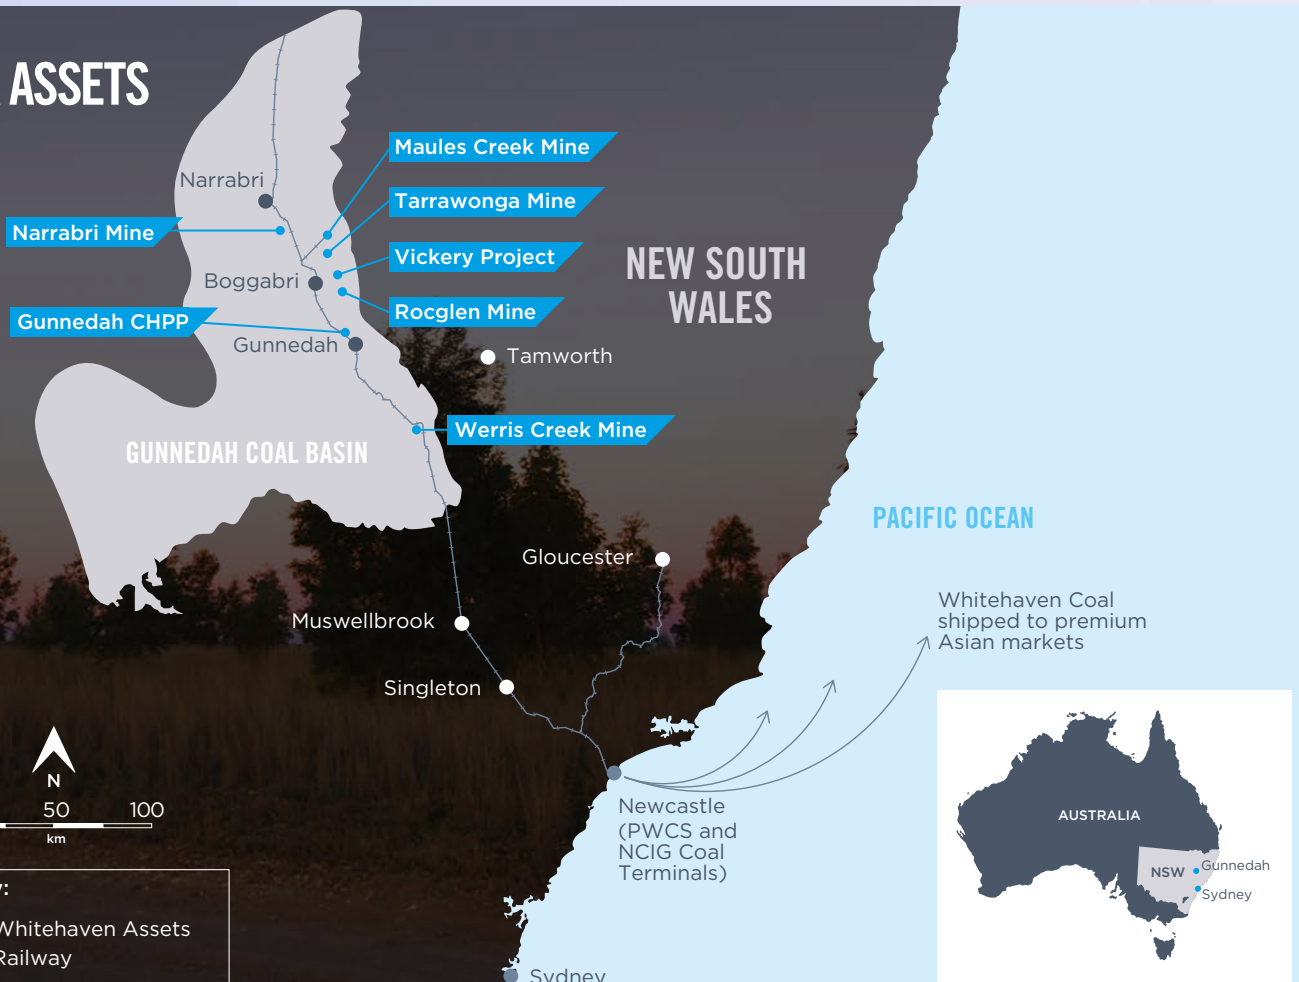 ASSETS
Maules Creek Mine
Narrabri
Tarrawonga Mine
Narrabri Mine
Vickery Project
NEW SOUTH
WALES
Boggabri
Rocglen Mine
Gunnedah CHPP
Gunnedah
Tamworth
Werris Creek Mine
GUNNEDAH COAL BASIN
PACIFIC OCEAN
Gloucester
Whitehaven Coal
shipped to premium
Asian markets
Muswellbrook
Singleton
N
50 100
km
Newcastle
(PWCS and
NCIG Coal
Terminals)
AUSTRALIA
NSW
Gunnedah
Sydney
Whitehaven Assets
Railway
Sydney